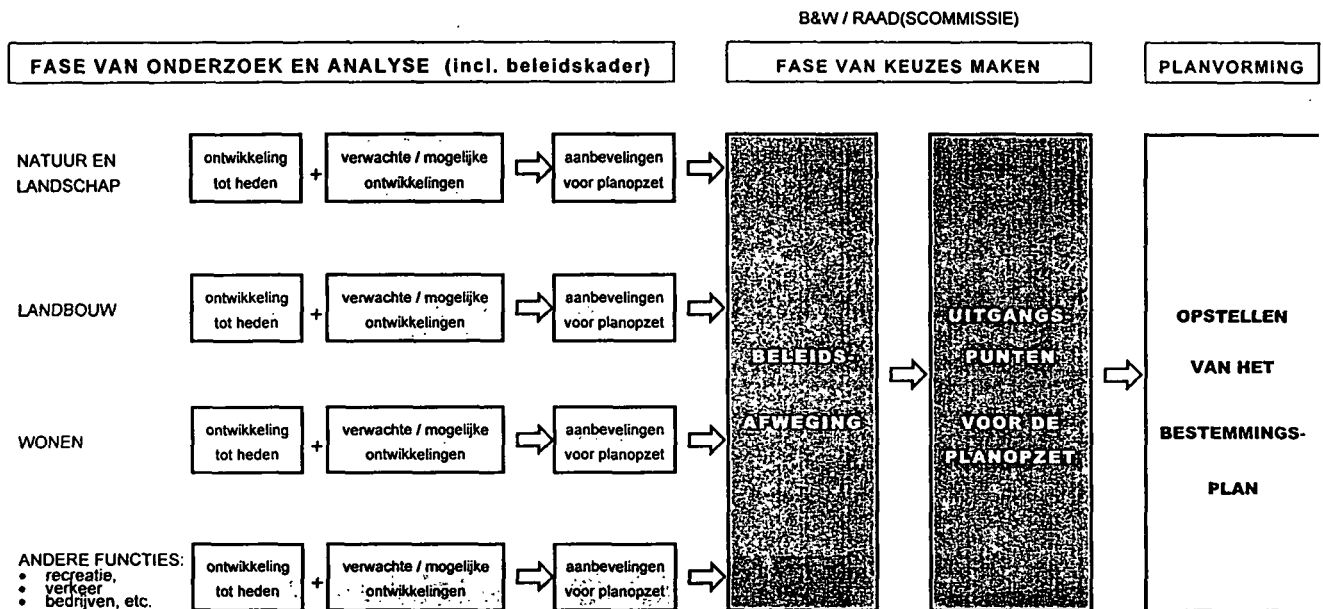 B&W / RAAD(SCOMMISSIE)
FASE VAN ONDERZOEK EN ANALYSE (incl. beleidskader)
FASE VAN KEUZES MAKEN
PLANVORMING
NATUUR EN
LANDSCHAP
ontwikkeling
tot heden
+
verwachte / mogelijke
ontwikkelingen
aanbevelingen
voor planopzet
LANDBOUW
ontwikkeling
tot heden
+
verwachte / mogelijke
ontwikkelingen
aanbevelingen
voor planopzet
WONEN
ontwikkeling
tot heden
+
verwachte / mogelijke
ontwikkelingen
aanbevelingen
voor planopzet
ANDERE FUNCTIES:
• recreatie,
• verkeer
• bedrijven, etc.
ontwikkeling
tot heden
+
verwachte / mogelijke
ontwikkelingen
aanbevelingen
voor planopzet
BELEIDS-
AFWEGING
UITGANGS-
PUNTEN
VOOR DE
PLANOPZET
OPSTELLEN
VAN HET
BESTEMMINGS-
PLAN